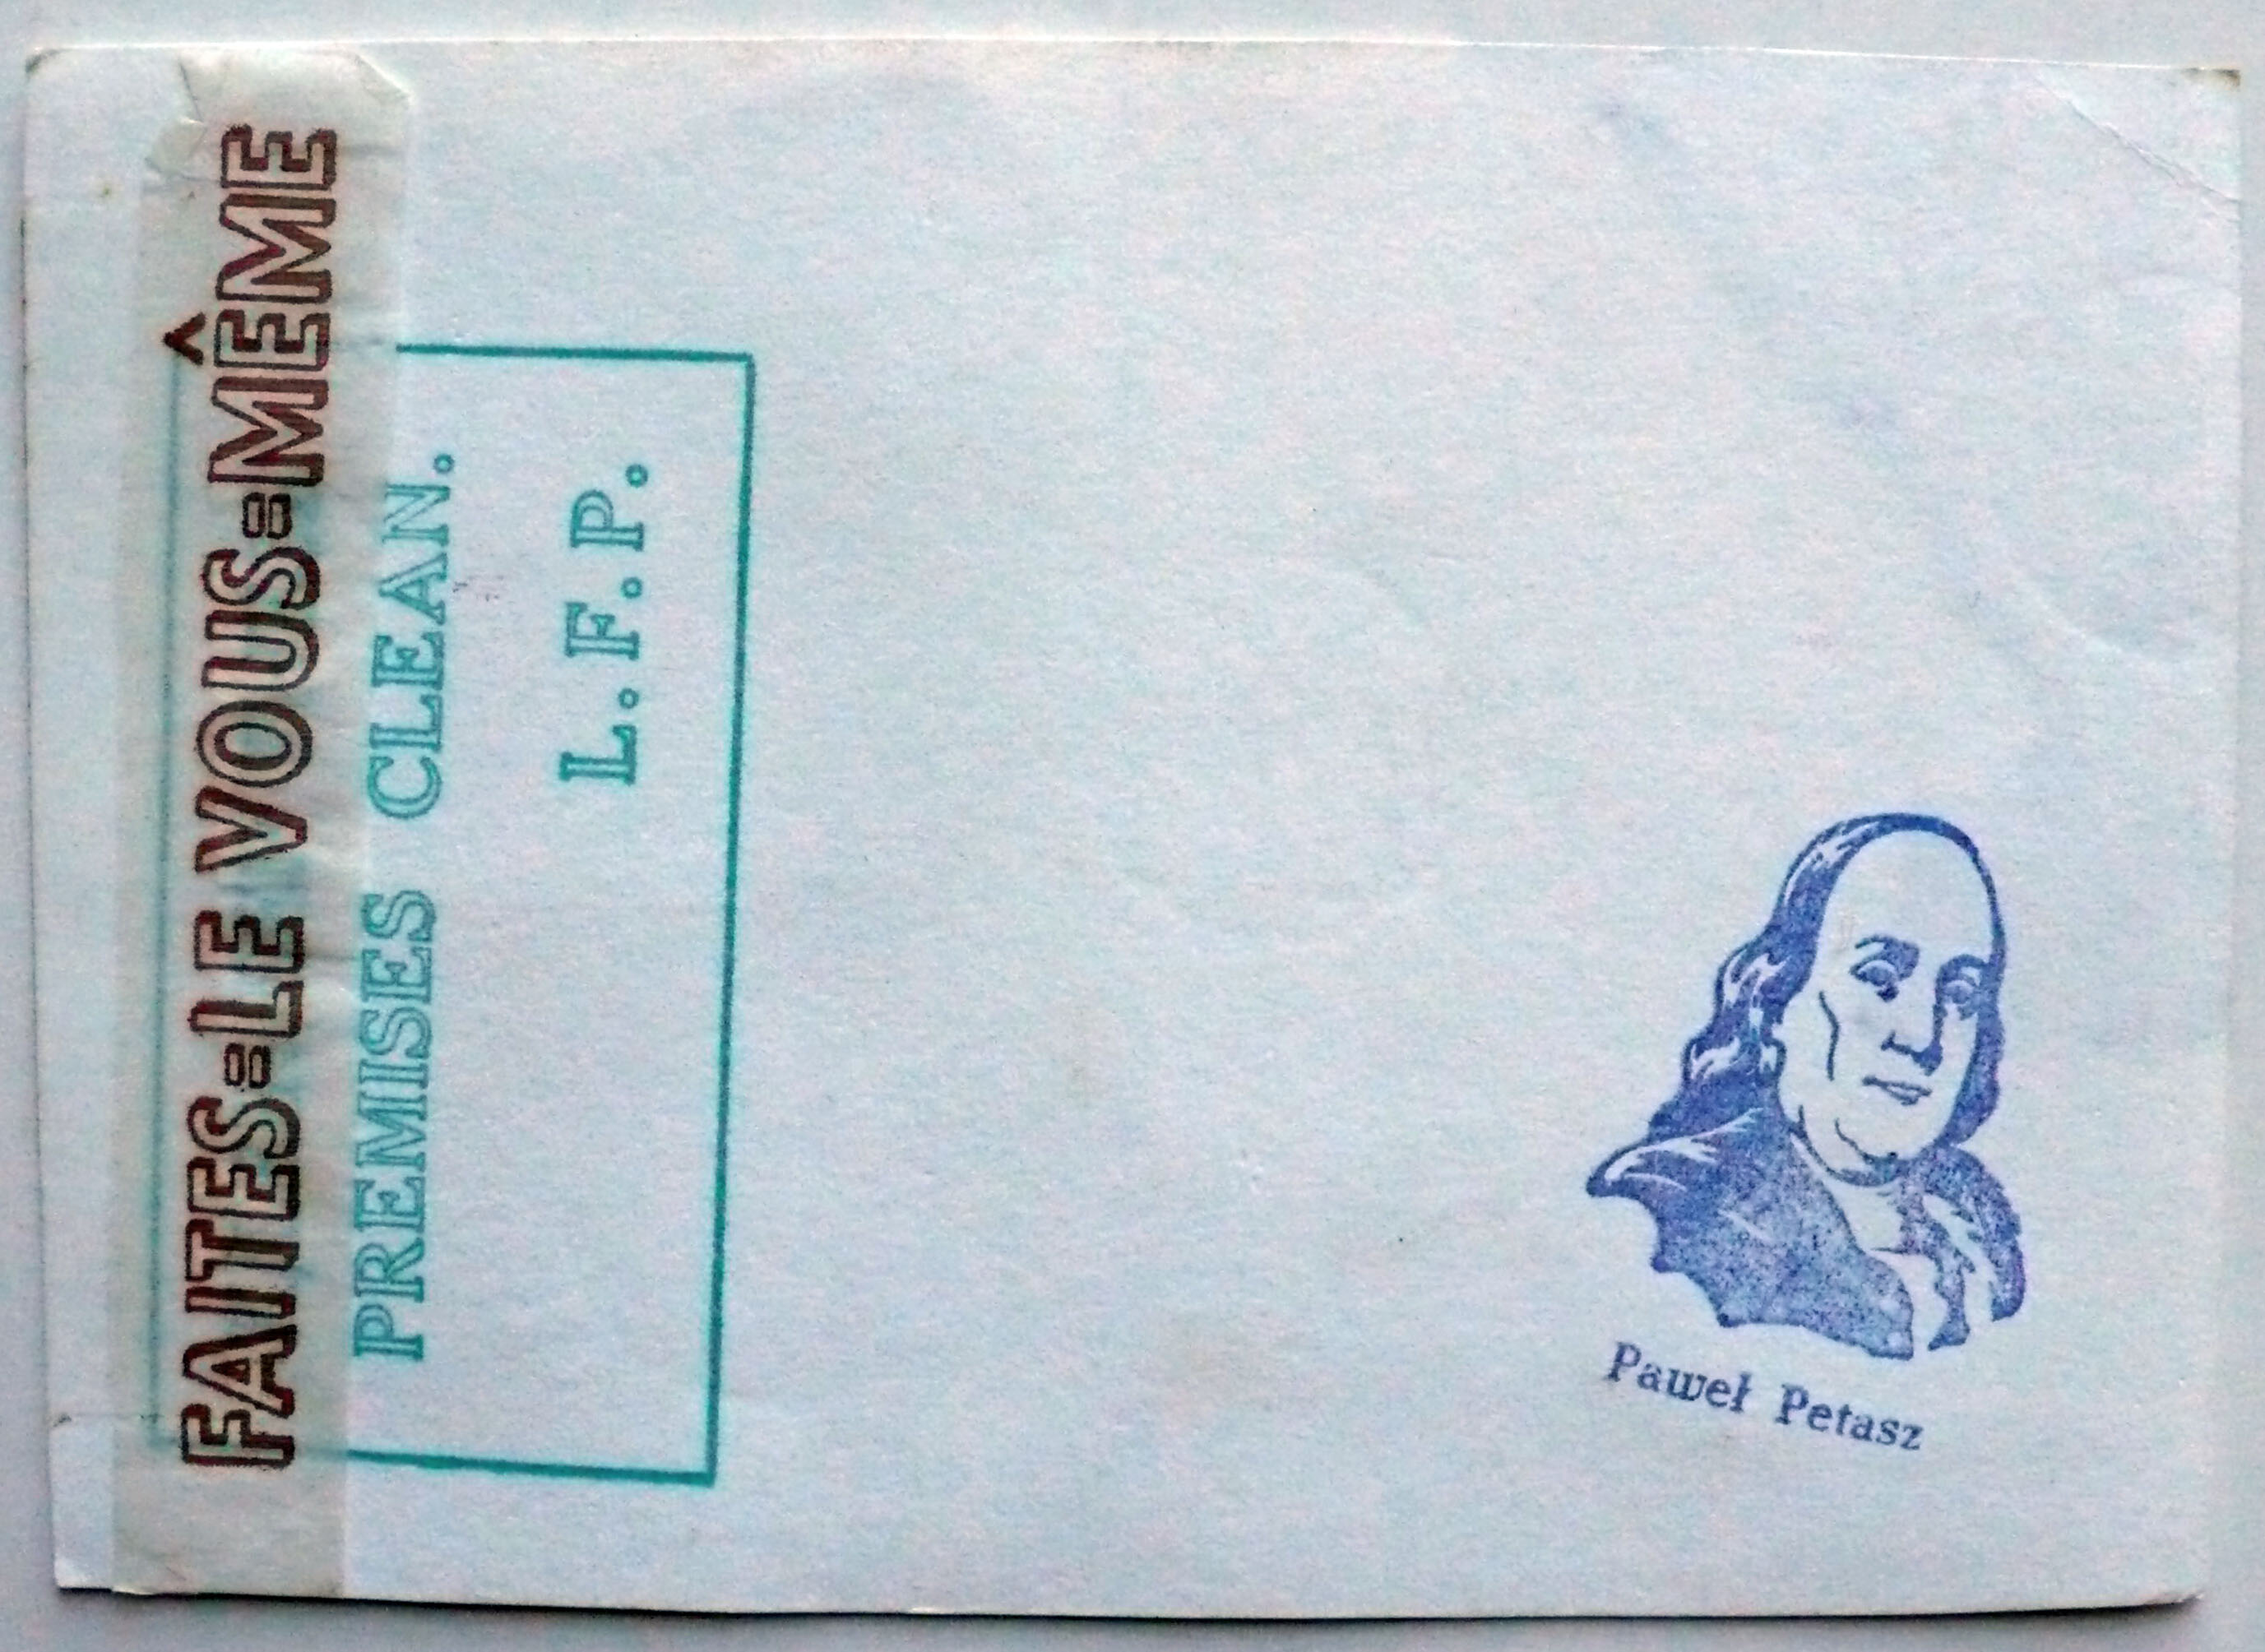 FAITES-LE VOUS-MÊME
PREMISES CLEAN.
L.F.P.
Paweł Petasz